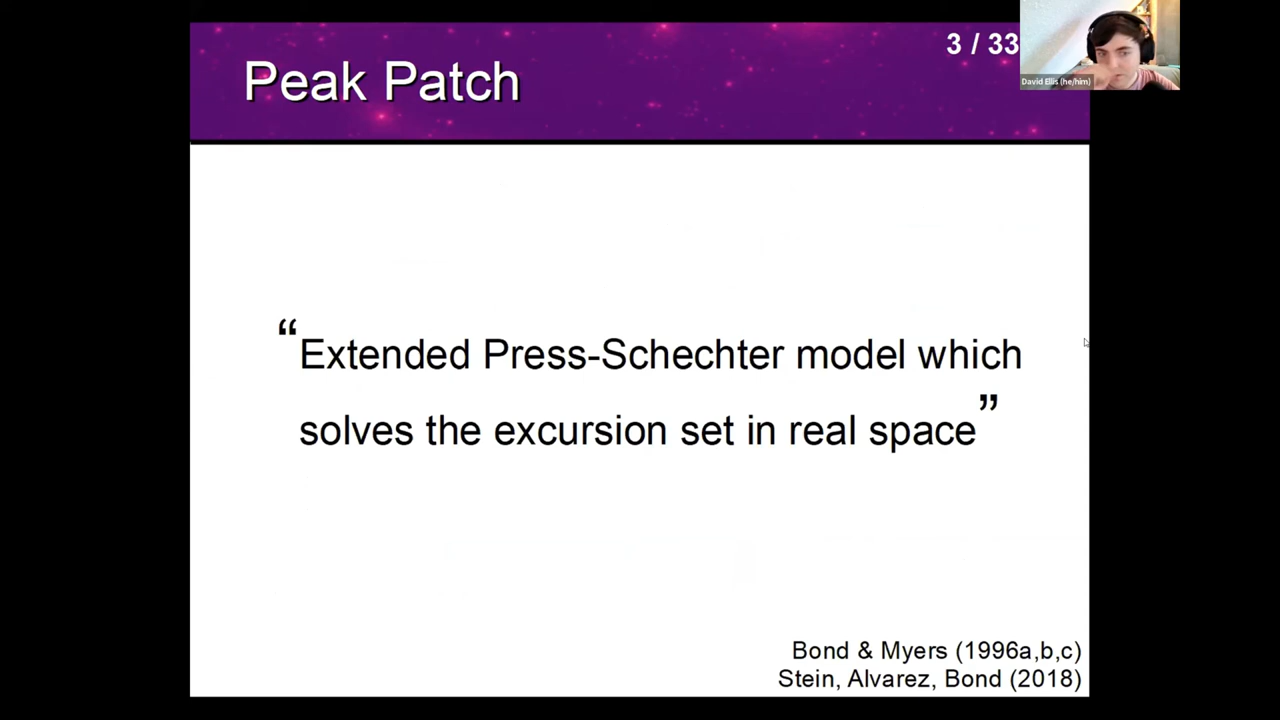 Peak Patch
3 / 33
David Ellis (he/him)
“Extended Press-Schechter model which
solves the excursion set in real space”
Bond & Myers (1996a,b,c)
Stein, Alvarez, Bond (2018)